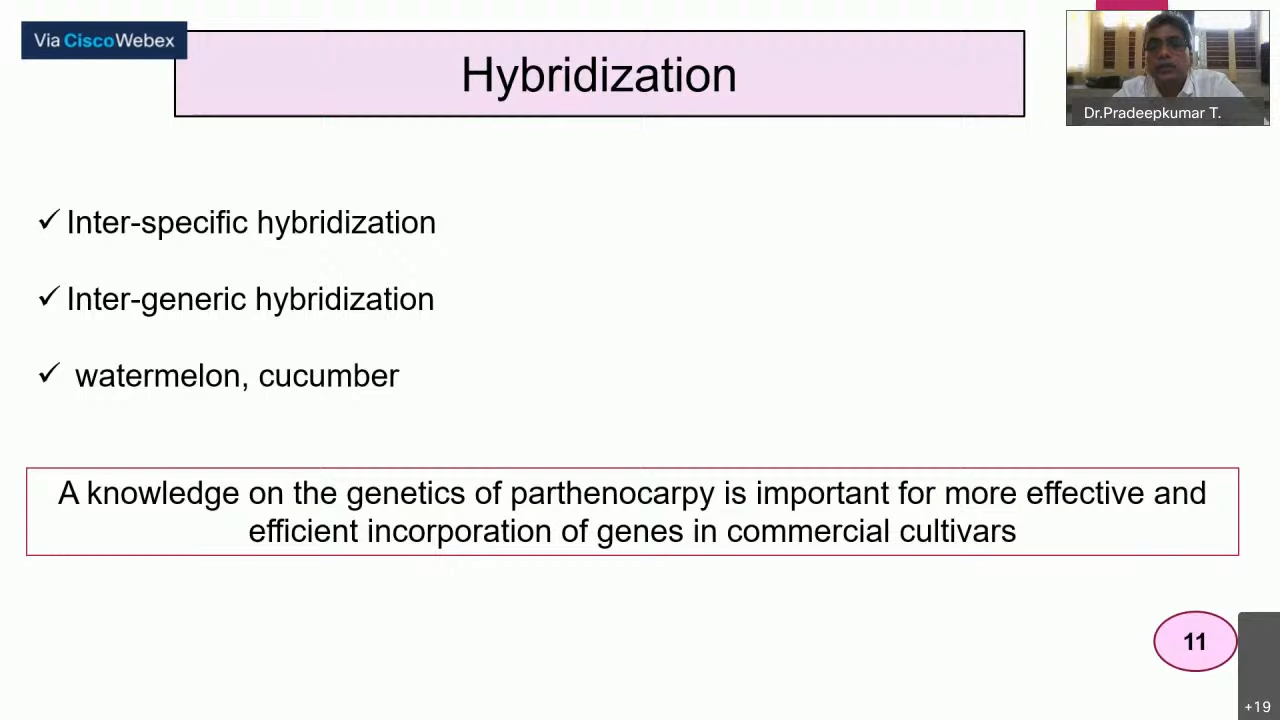 Via CiscoWebex
Hybridization
Dr.Pradeepkumar T.
✓ Inter-specific hybridization
✓ Inter-generic hybridization
✓ watermelon, cucumber
A knowledge on the genetics of parthenocarpy is important for more effective and
efficient incorporation of genes in commercial cultivars
11
+19